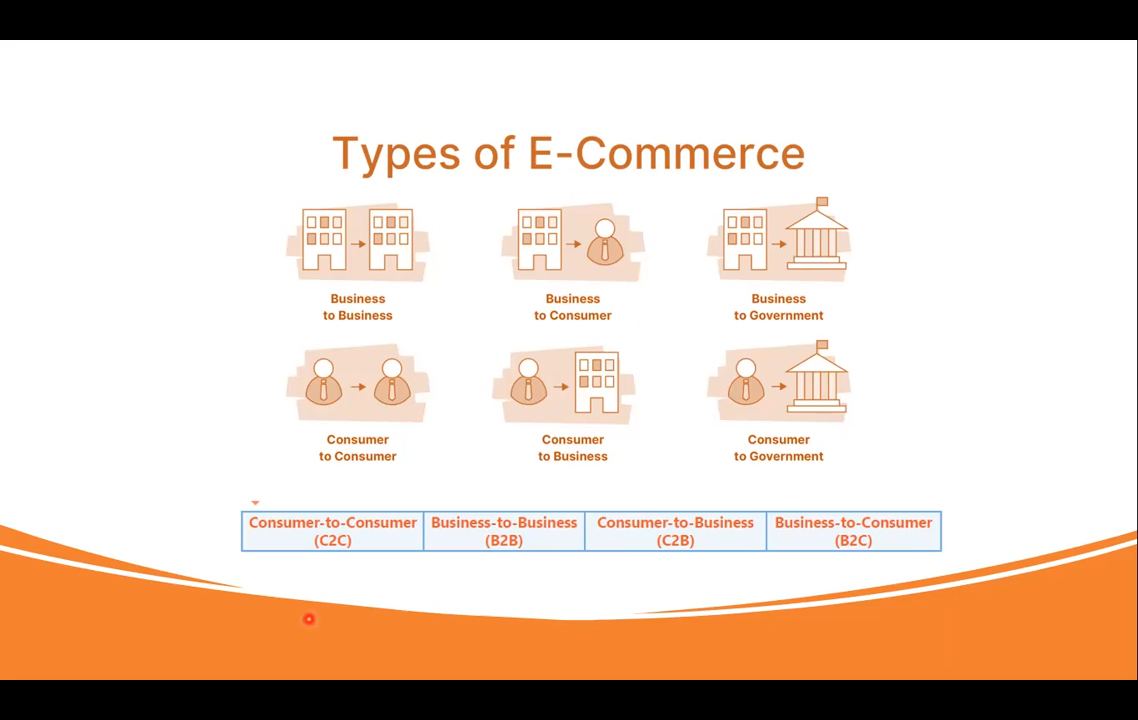 Types of E-Commerce
Business
to Business
Business
to Consumer
Business
to Government
Consumer
to Consumer
Consumer
to Business
Consumer
to Government
Consumer-to-Consumer
(C2C)
Business-to-Business
(B2B)
Consumer-to-Business
(C2B)
Business-to-Consumer
(B2C)